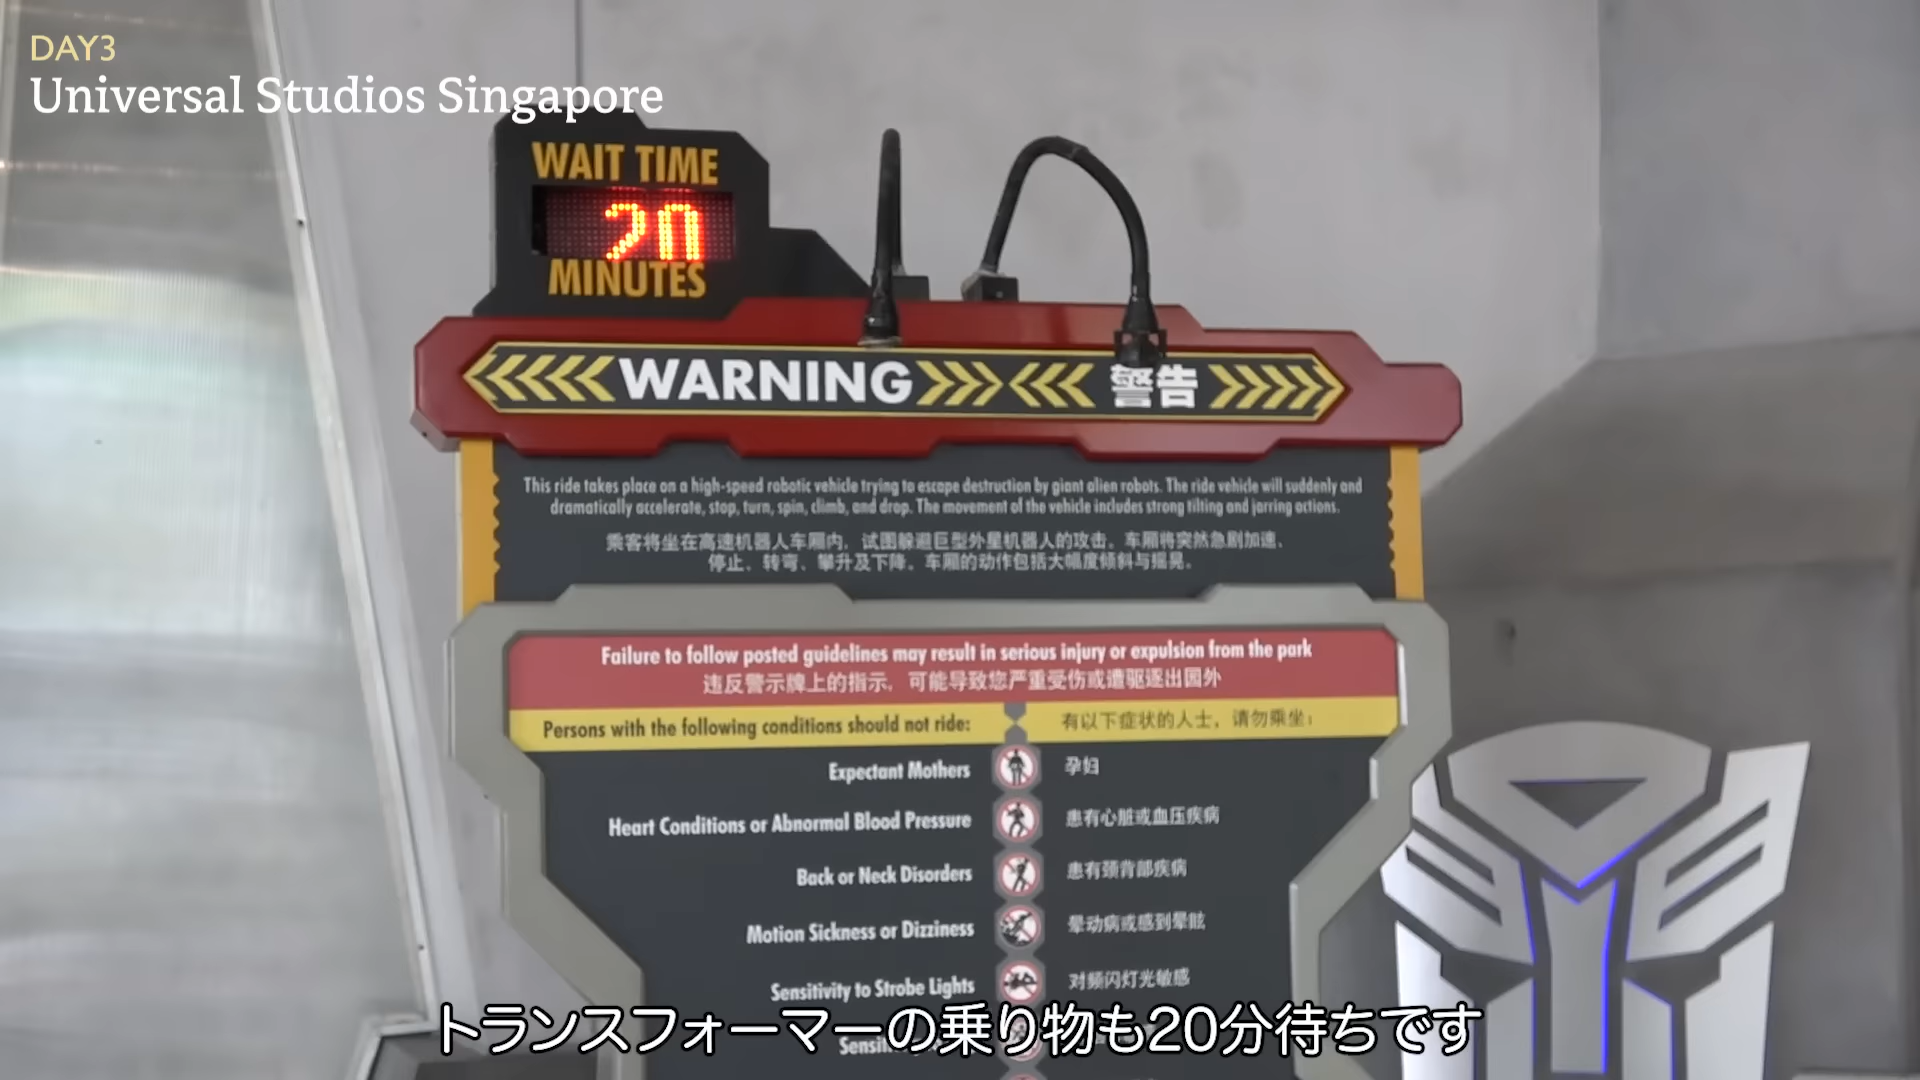 DAY3
Universal Studios Singapore
WAIT TIME
20
MINUTES
WARNING 警告
This ride takes place on a high-speed robotic vehicle trying to escape destruction by giant alien robots. The ride vehicle will suddenly and
dramatically accelerate, stop, turn, spin, climb, and drop. The movement of the vehicle includes strong tilting and jarring actions.
乘客将坐在高速机器人车厢内，试图躲避巨型外星机器人的攻击。车厢将突然急剧加速、
停止、转弯、攀升及下降。车厢的动作包括大幅度倾斜与摇晃。
Failure to follow posted guidelines may result in serious injury or expulsion from the park
违反警示牌上的指示，可能导致您严重受伤或遭驱逐出园外
Persons with the following conditions should not ride: 有以下症状的人士，请勿乘坐：
Expectant Mothers 孕妇
Heart Conditions or Abnormal Blood Pressure 患有心脏或血压疾病
Back or Neck Disorders 患有颈背部疾病
Motion Sickness or Dizziness 晕动病或感到晕眩
Sensitivity to Strobe Lights 对频闪灯光敏感
トランスフォーマーの乗り物も20分待ちです